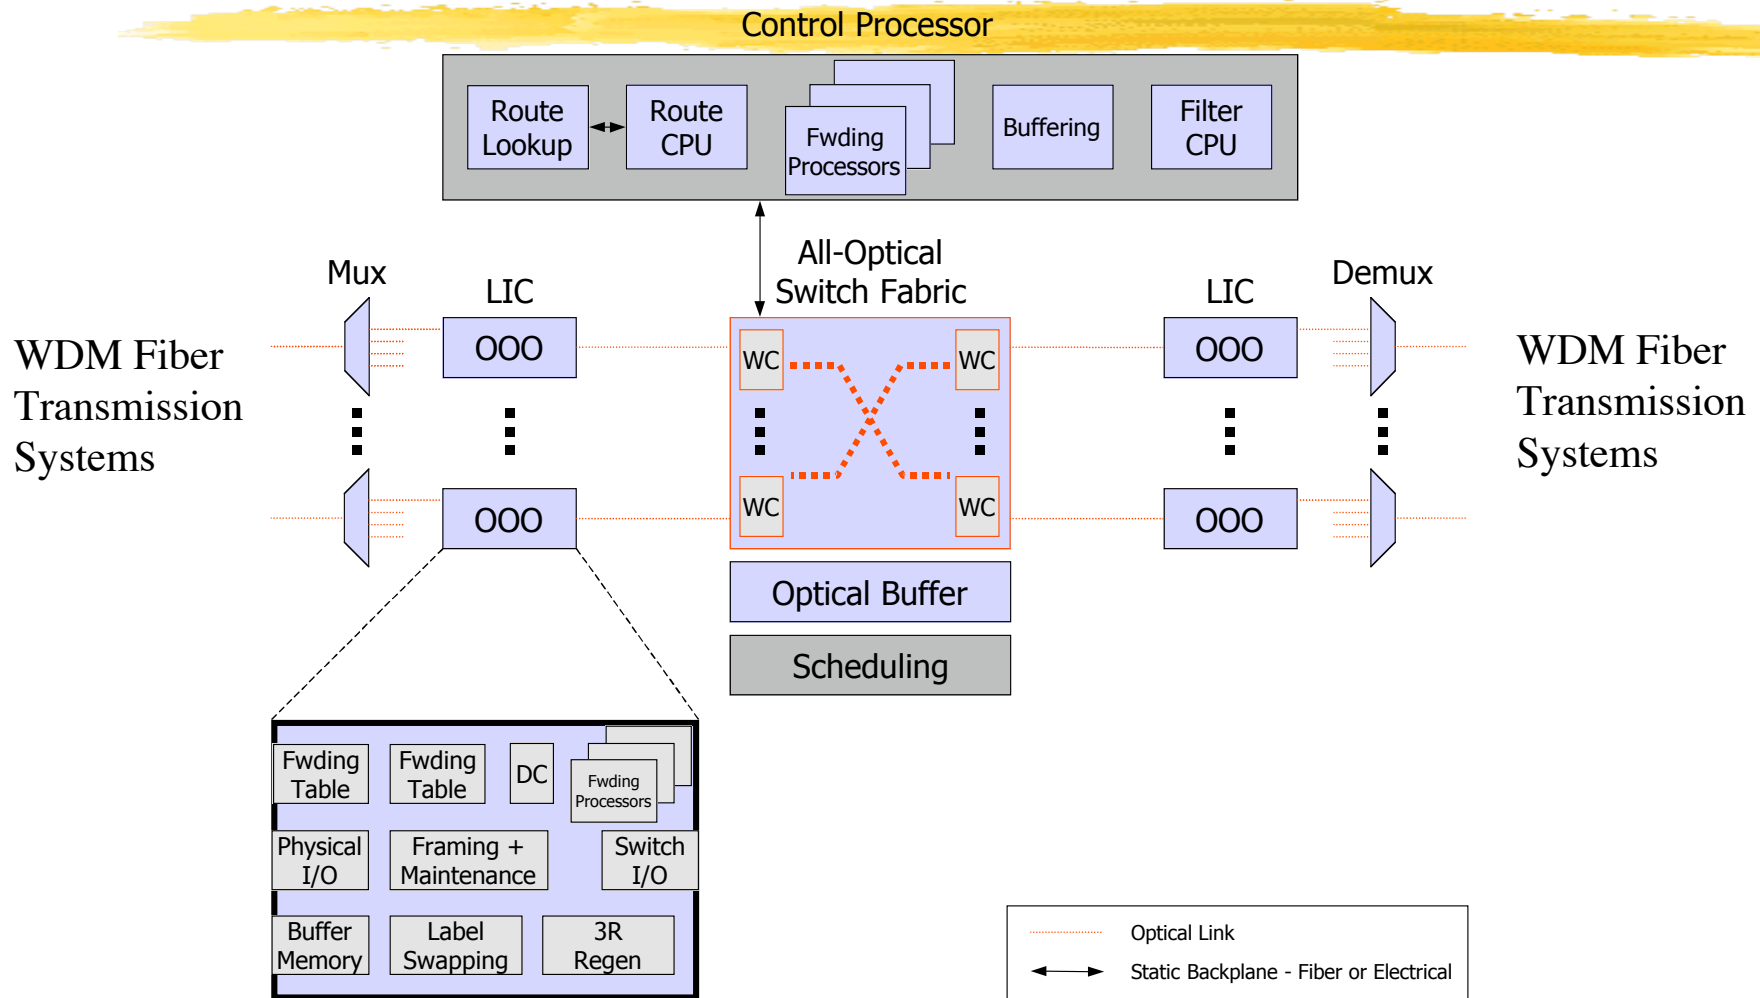 Control Processor
Route
Lookup
Route
CPU
Fwding
Processors
Buffering
Filter
CPU
All-Optical
Switch Fabric
Mux
LIC
LIC
Demux
WDM Fiber
Transmission
Systems
OOO
WC
WC
OOO
WDM Fiber
Transmission
Systems
OOO
WC
WC
OOO
Optical Buffer
Scheduling
Fwding
Table
Fwding
Table
DC
Fwding
Processors
Physical
I/O
Framing +
Maintenance
Switch
I/O
Buffer
Memory
Label
Swapping
3R
Regen
Optical Link
Static Backplane - Fiber or Electrical